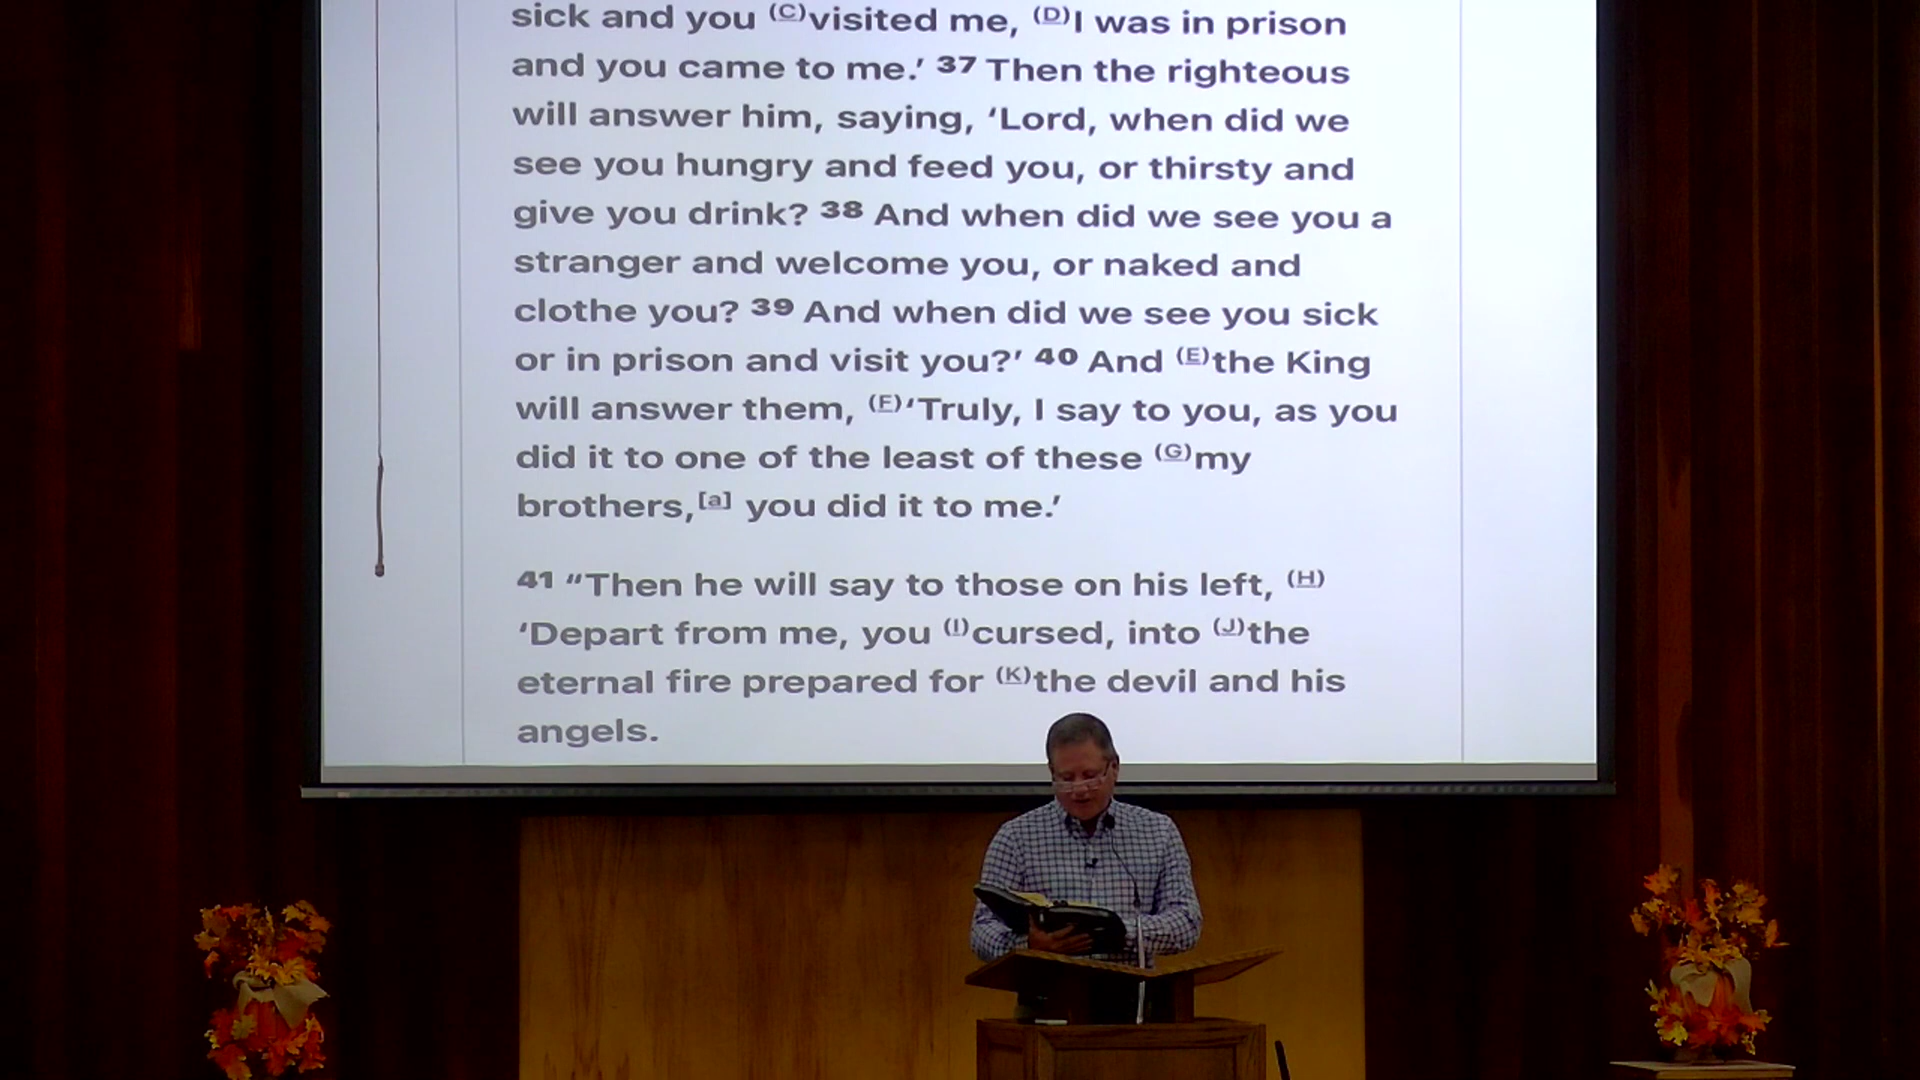 sick and you (C)visited me, (D)I was in prison
and you came to me.’ 37 Then the righteous
will answer him, saying, ‘Lord, when did we
see you hungry and feed you, or thirsty and
give you drink? 38 And when did we see you a
stranger and welcome you, or naked and
clothe you? 39 And when did we see you sick
or in prison and visit you?’ 40 And (E)the King
will answer them, (F)‘Truly, I say to you, as you
did it to one of the least of these (G)my
brothers,[a] you did it to me.’
41 “Then he will say to those on his left, (H)
‘Depart from me, you (I)cursed, into (J)the
eternal fire prepared for (K)the devil and his
angels.